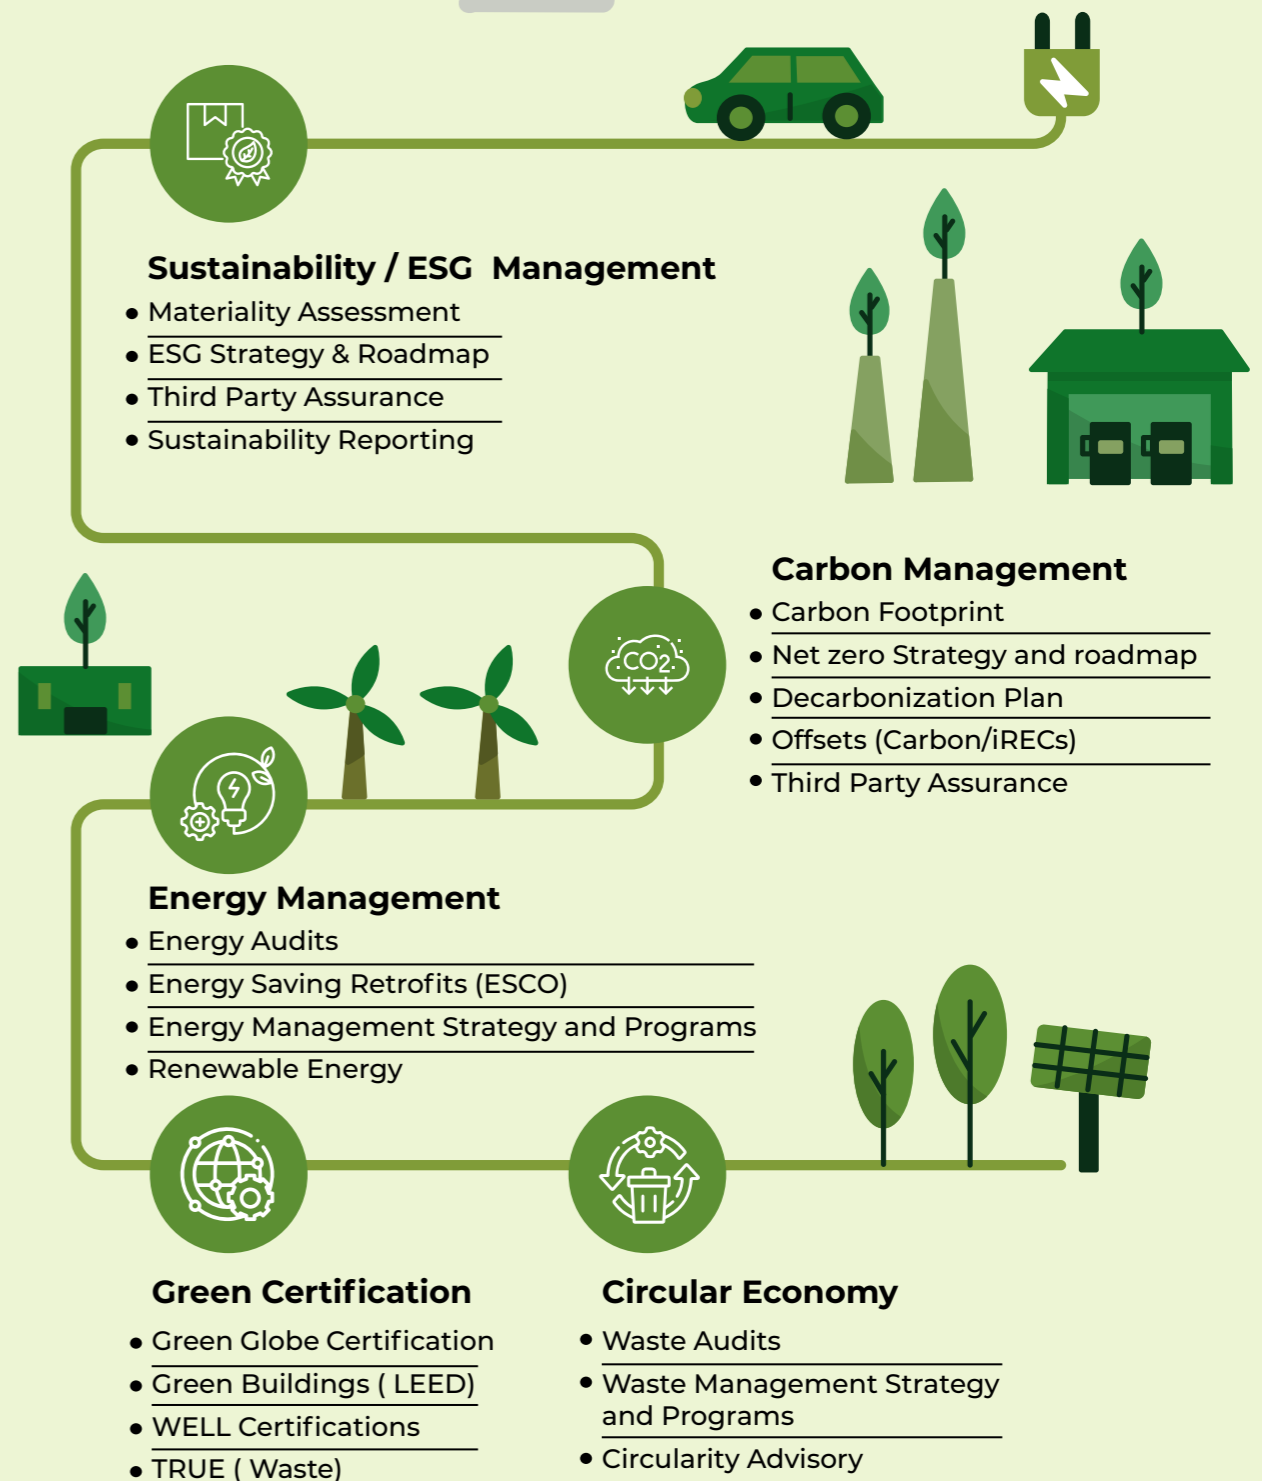 Sustainability / ESG  Management
• Materiality Assessment
• ESG Strategy & Roadmap
• Third Party Assurance
• Sustainability Reporting
CO2
Carbon Management
• Carbon Footprint
• Net zero Strategy and roadmap
• Decarbonization Plan
• Offsets (Carbon/iRECs)
• Third Party Assurance
Energy Management
• Energy Audits
• Energy Saving Retrofits (ESCO)
• Energy Management Strategy and Programs
• Renewable Energy
Green Certification
• Green Globe Certification
• Green Buildings ( LEED)
• WELL Certifications
• TRUE ( Waste)
Circular Economy
• Waste Audits
• Waste Management Strategy
and Programs
• Circularity Advisory